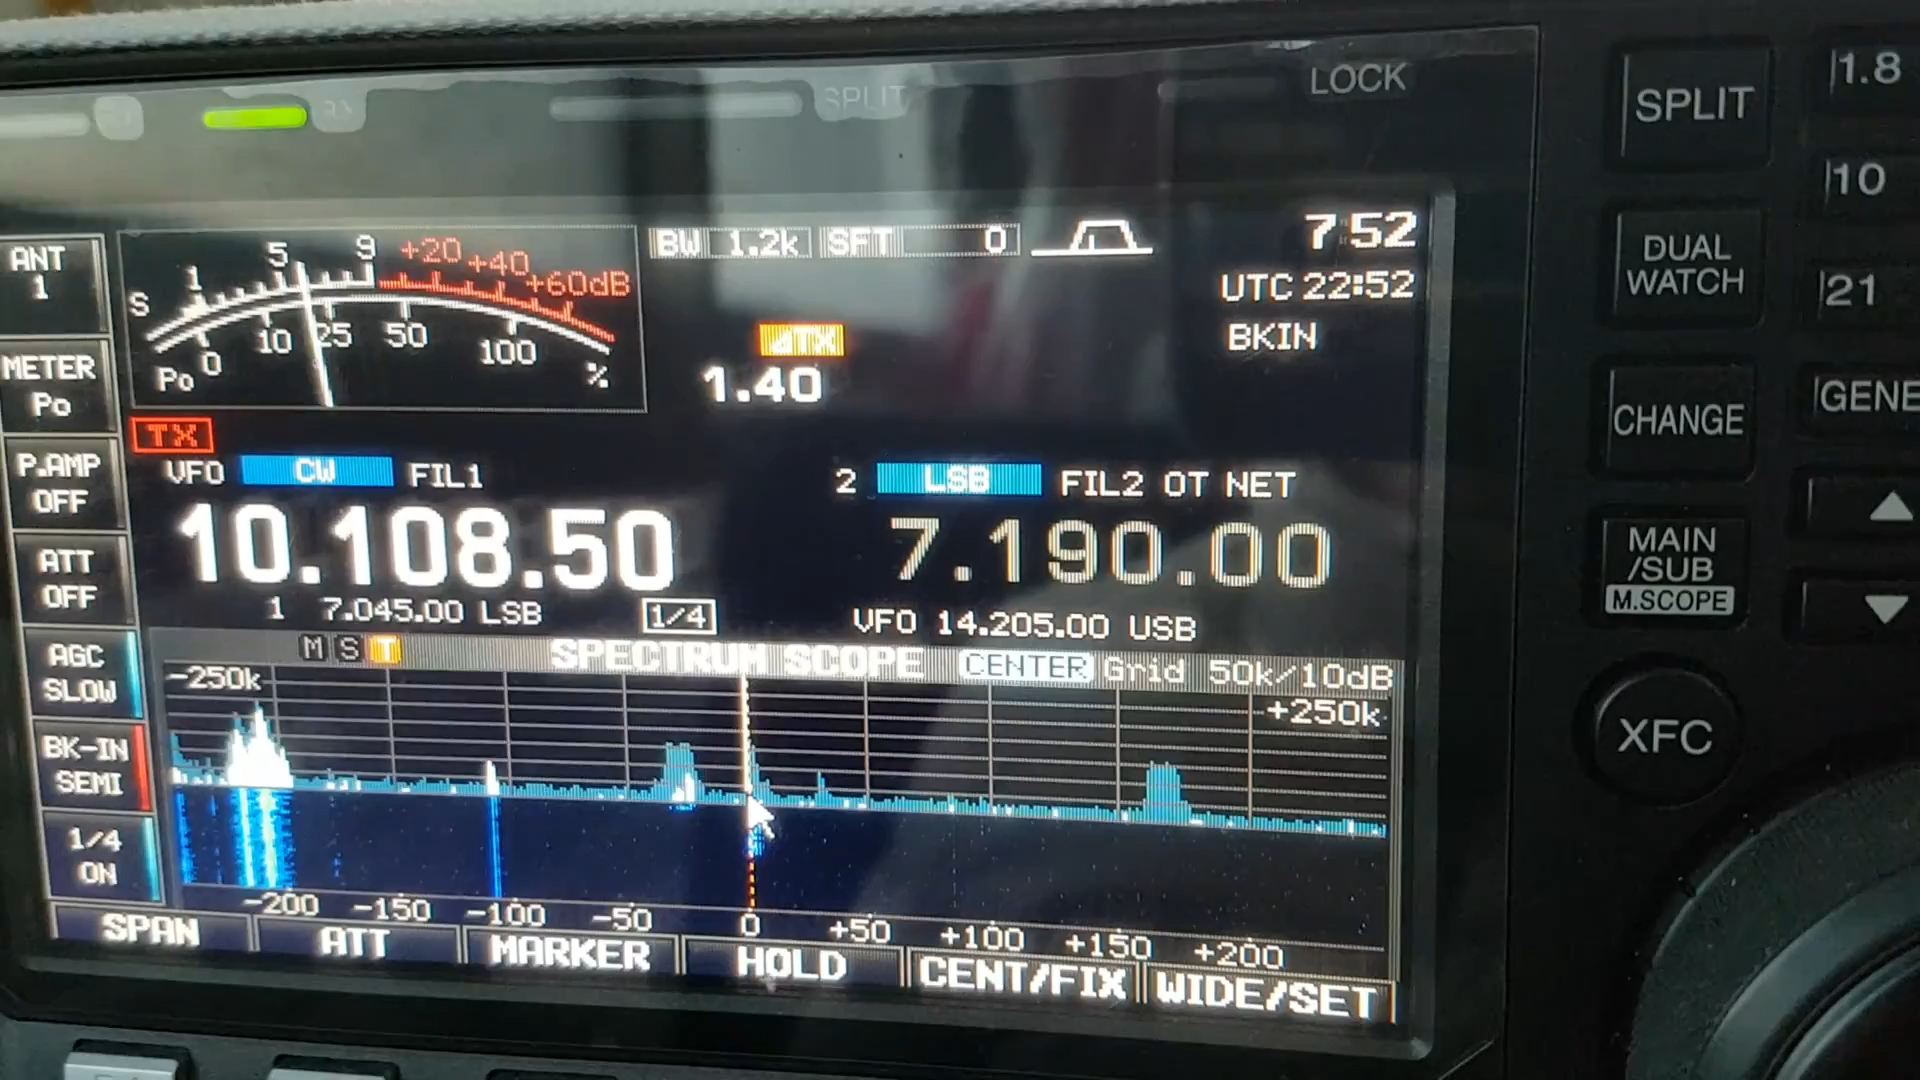 LOCK
SPLIT
SPLIT
1.8
10
DUAL
WATCH
21
CHANGE
GENE
MAIN
/SUB
M.SCOPE
XFC
ANT
1
METER
Po
P.AMP
OFF
ATT
OFF
AGC
SLOW
BK-IN
SEMI
1/4
ON
S 1 5 9 +20 +40 +60dB
Po 0 10 25 50 100 %
BW 1.2k SFT 0
7:52
UTC 22:52
BKIN
⊿TX
1.40
TX
VFO CW FIL1
10.108.50
1 7.045.00 LSB 1/4
2 LSB FIL2 OT NET
7.190.00
VFO 14.205.00 USB
M S T SPECTRUM SCOPE CENTER Grid 50k/10dB
-250k +250k
-200 -150 -100 -50 0 +50 +100 +150 +200
SPAN ATT MARKER HOLD CENT/FIX WIDE/SET